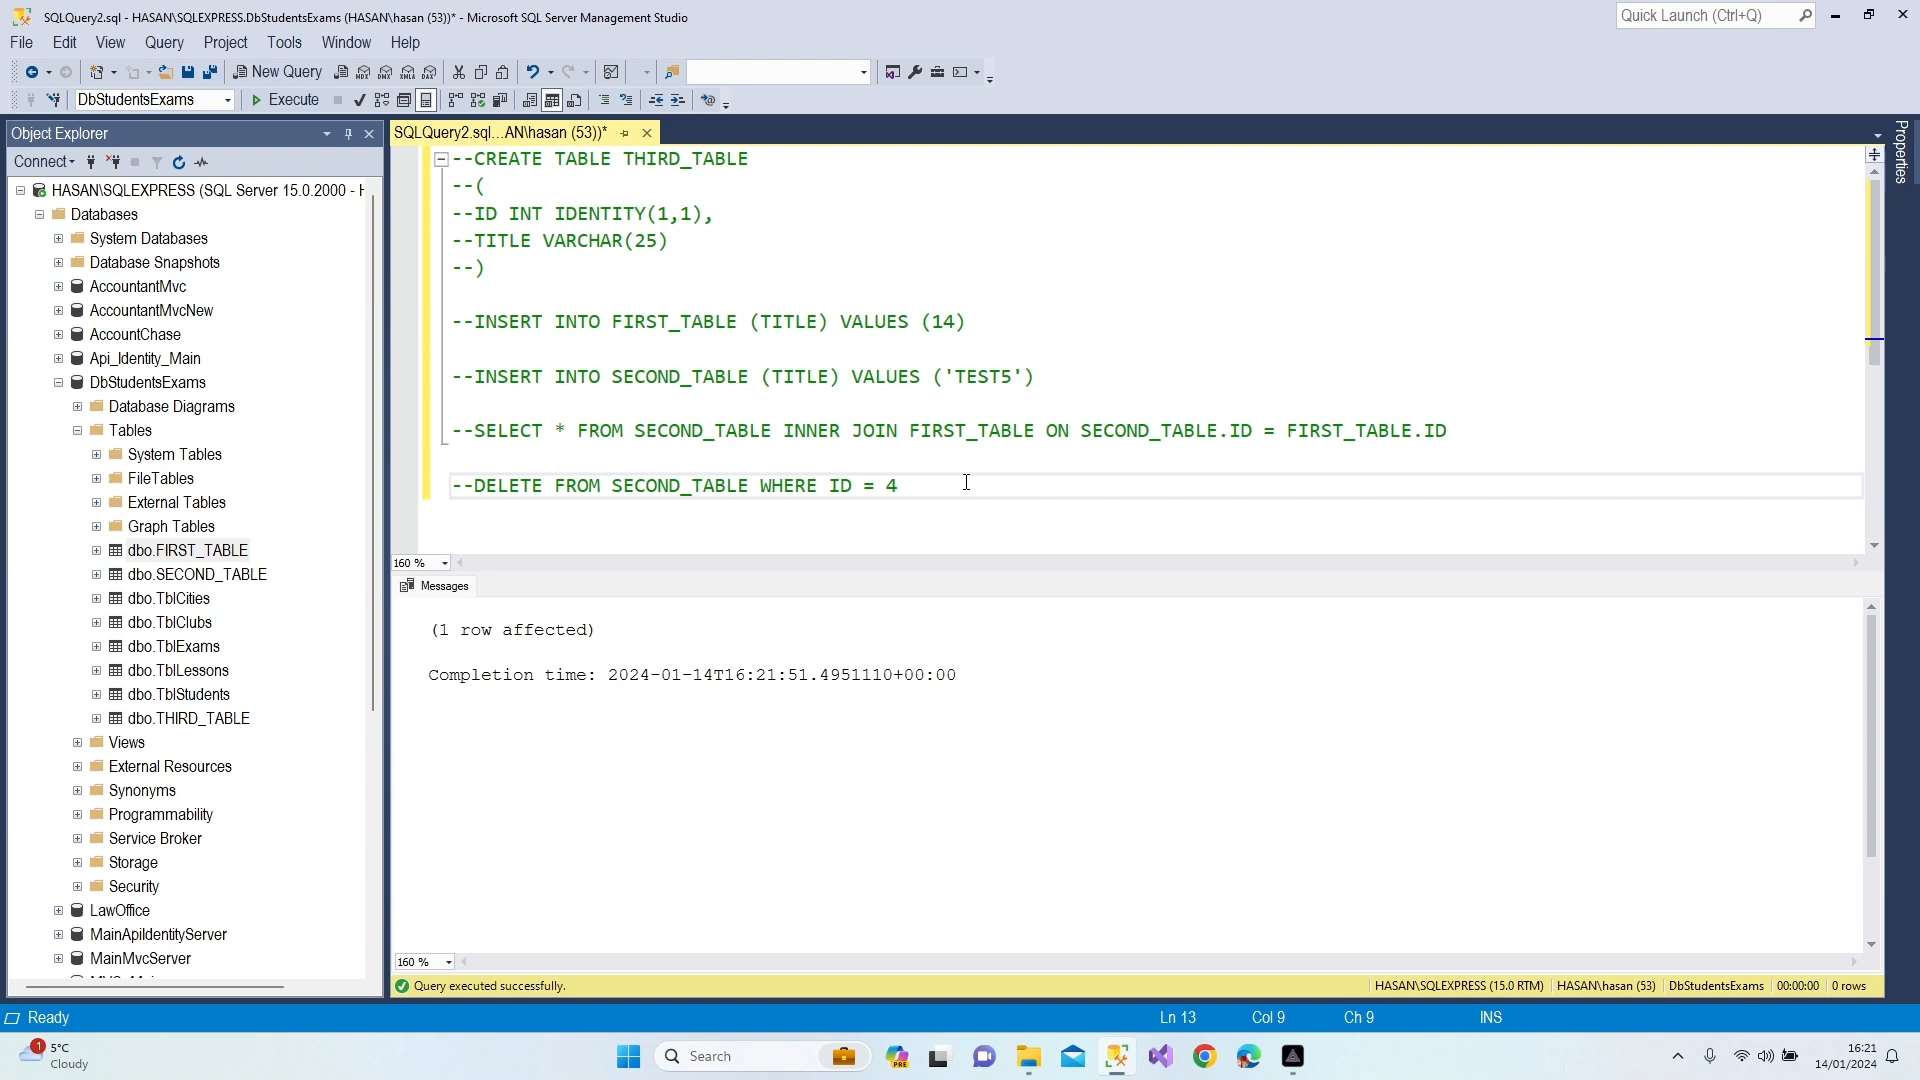 SQLQuery2.sql - HASAN\SQLEXPRESS.DbStudentsExams (HASAN\hasan (53))* - Microsoft SQL Server Management Studio
Quick Launch (Ctrl+Q)
File Edit View Query Project Tools Window Help
New Query
DbStudentsExams
Execute
Object Explorer
SQLQuery2.sql...AN\hasan (53))*
Properties
Connect
HASAN\SQLEXPRESS (SQL Server 15.0.2000 - H
Databases
System Databases
Database Snapshots
AccountantMvc
AccountantMvcNew
AccountChase
Api_Identity_Main
DbStudentsExams
Database Diagrams
Tables
System Tables
FileTables
External Tables
Graph Tables
dbo.FIRST_TABLE
dbo.SECOND_TABLE
dbo.TblCities
dbo.TblClubs
dbo.TblExams
dbo.TblLessons
dbo.TblStudents
dbo.THIRD_TABLE
Views
External Resources
Synonyms
Programmability
Service Broker
Storage
Security
LawOffice
MainApiIdentityServer
MainMvcServer
--CREATE TABLE THIRD_TABLE
--(
--ID INT IDENTITY(1,1),
--TITLE VARCHAR(25)
--)
--INSERT INTO FIRST_TABLE (TITLE) VALUES (14)
--INSERT INTO SECOND_TABLE (TITLE) VALUES ('TEST5')
--SELECT * FROM SECOND_TABLE INNER JOIN FIRST_TABLE ON SECOND_TABLE.ID = FIRST_TABLE.ID
--DELETE FROM SECOND_TABLE WHERE ID = 4
160 %
Messages
(1 row affected)
Completion time: 2024-01-14T16:21:51.4951110+00:00
160 %
Query executed successfully.
HASAN\SQLEXPRESS (15.0 RTM) HASAN\hasan (53) DbStudentsExams 00:00:00 0 rows
Ready
Ln 13 Col 9 Ch 9 INS
1
5°C
Cloudy
Search
PRE
16:21
14/01/2024